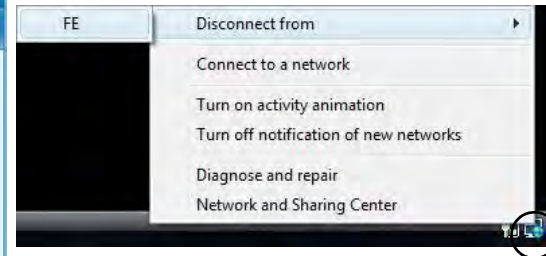 FE
Disconnect from
Connect to a network
Turn on activity animation
Turn off notification of new networks
Diagnose and repair
Network and Sharing Center